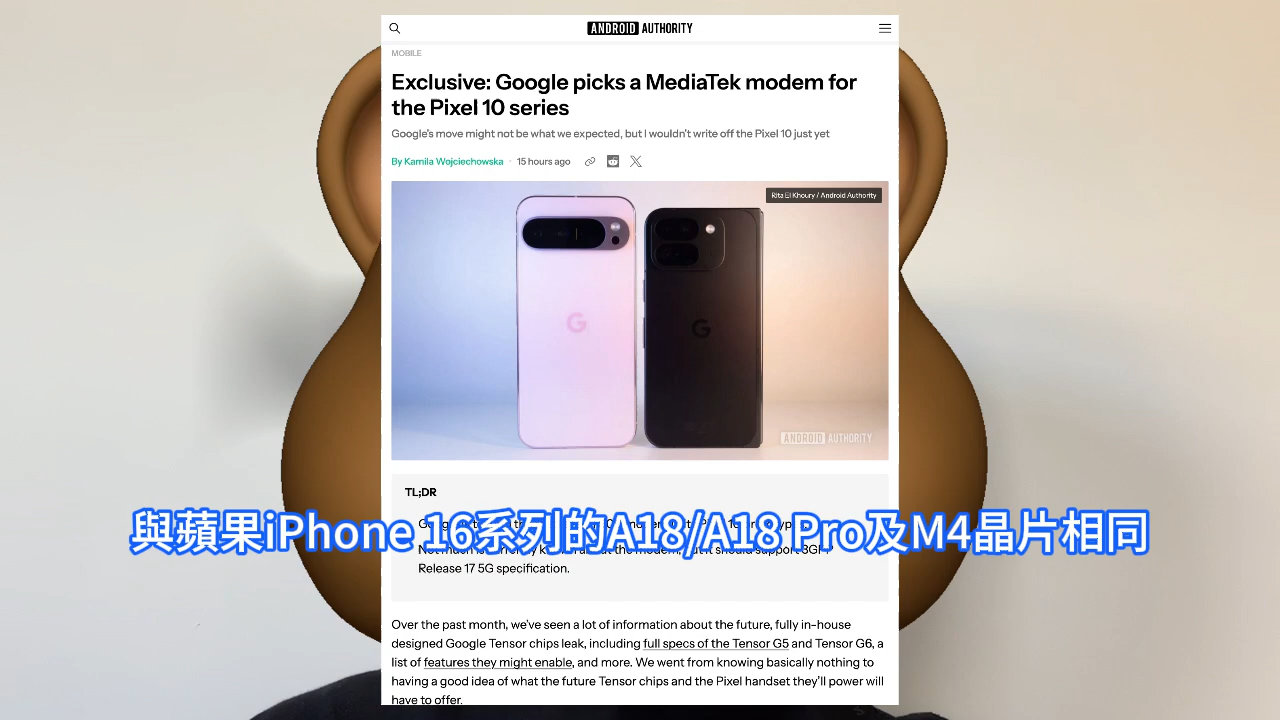 ANDROID AUTHORITY
MOBILE
Exclusive: Google picks a MediaTek modem for
the Pixel 10 series
Google's move might not be what we expected, but I wouldn't write off the Pixel 10 just yet
By Kamila Wojciechowska · 15 hours ago
Rita El Khoury / Android Authority
ANDROID AUTHORITY
TL;DR
與蘋果iPhone 16系列的A18/A18 Pro及M4晶片相同
Release 17 5G specification.
Over the past month, we've seen a lot of information about the future, fully in-house
designed Google Tensor chips leak, including full specs of the Tensor G5 and Tensor G6, a
list of features they might enable, and more. We went from knowing basically nothing to
having a good idea of what the future Tensor chips and the Pixel handset they'll power will
have to offer.